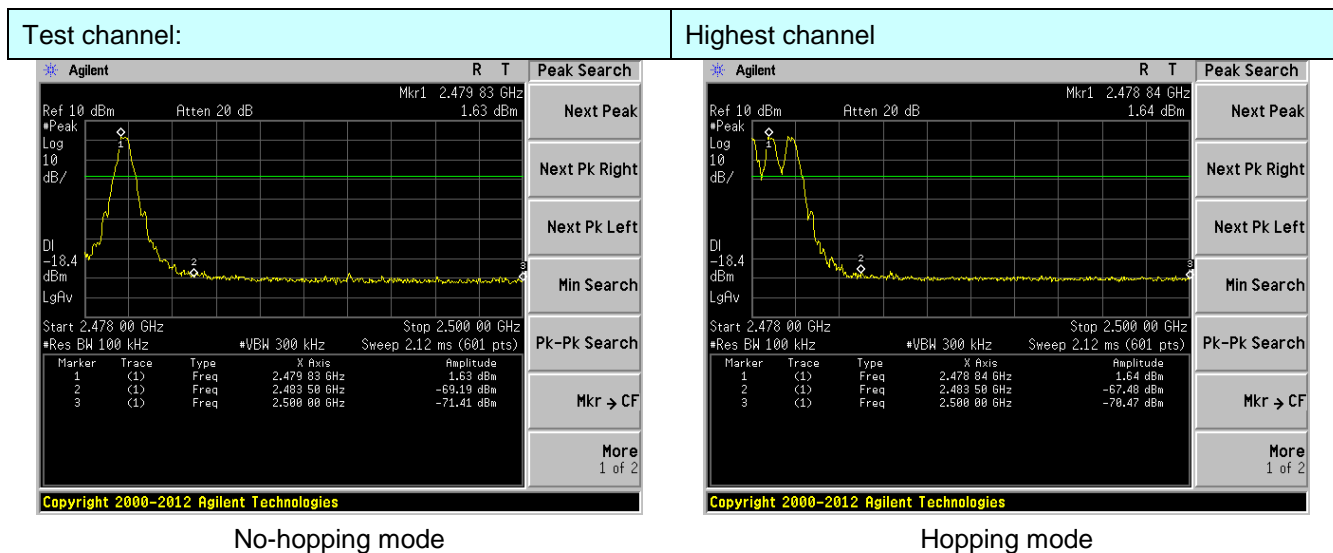 Test channel: Highest channel
Agilent R T Peak Search
Mkr1 2.479 83 GHz
Ref 10 dBm Atten 20 dB 1.63 dBm
#Peak
Log
10
dB/
DI
-18.4
dBm
LgAv
1
2
3
Start 2.478 00 GHz Stop 2.500 00 GHz
#Res BW 100 kHz #VBW 300 kHz Sweep 2.12 ms (601 pts)
Marker Trace Type X Axis Amplitude
1 (1) Freq 2.479 83 GHz 1.63 dBm
2 (1) Freq 2.483 50 GHz -69.19 dBm
3 (1) Freq 2.500 00 GHz -71.41 dBm
Next Peak
Next Pk Right
Next Pk Left
Min Search
Pk-Pk Search
Mkr → CF
More
1 of 2
Copyright 2000-2012 Agilent Technologies
No-hopping mode
Agilent R T Peak Search
Mkr1 2.478 84 GHz
Ref 10 dBm Atten 20 dB 1.64 dBm
#Peak
Log
10
dB/
DI
-18.4
dBm
LgAv
1
2
3
Start 2.478 00 GHz Stop 2.500 00 GHz
#Res BW 100 kHz #VBW 300 kHz Sweep 2.12 ms (601 pts)
Marker Trace Type X Axis Amplitude
1 (1) Freq 2.478 84 GHz 1.64 dBm
2 (1) Freq 2.483 50 GHz -67.48 dBm
3 (1) Freq 2.500 00 GHz -70.47 dBm
Next Peak
Next Pk Right
Next Pk Left
Min Search
Pk-Pk Search
Mkr → CF
More
1 of 2
Copyright 2000-2012 Agilent Technologies
Hopping mode